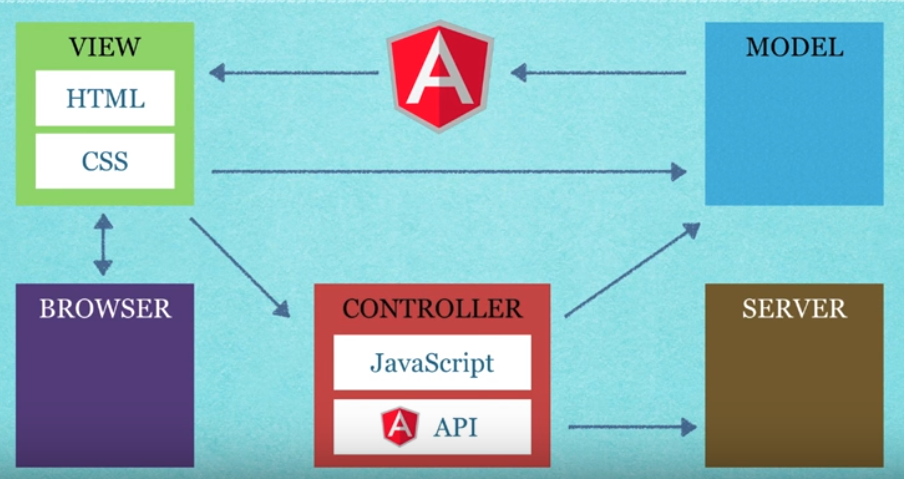 VIEW
HTML
CSS
A
MODEL
BROWSER
CONTROLLER
JavaScript
A API
SERVER